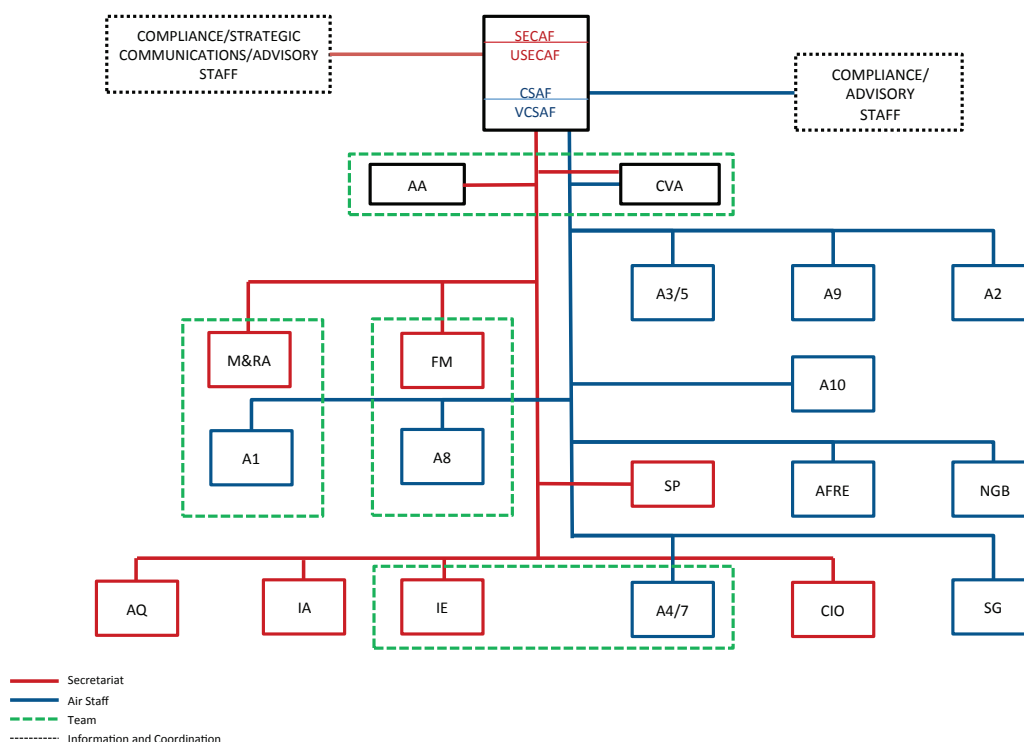 COMPLIANCE/STRATEGIC
COMMUNICATIONS/ADVISORY
STAFF
SECAF
USECAF
CSAF
VCSAF
COMPLIANCE/
ADVISORY
STAFF
AA
CVA
A3/5
A9
A2
M&RA
FM
A10
A1
A8
SP
AFRE
NGB
AQ
IA
IE
A4/7
CIO
SG
Secretariat
Air Staff
Team
Information and Coordination